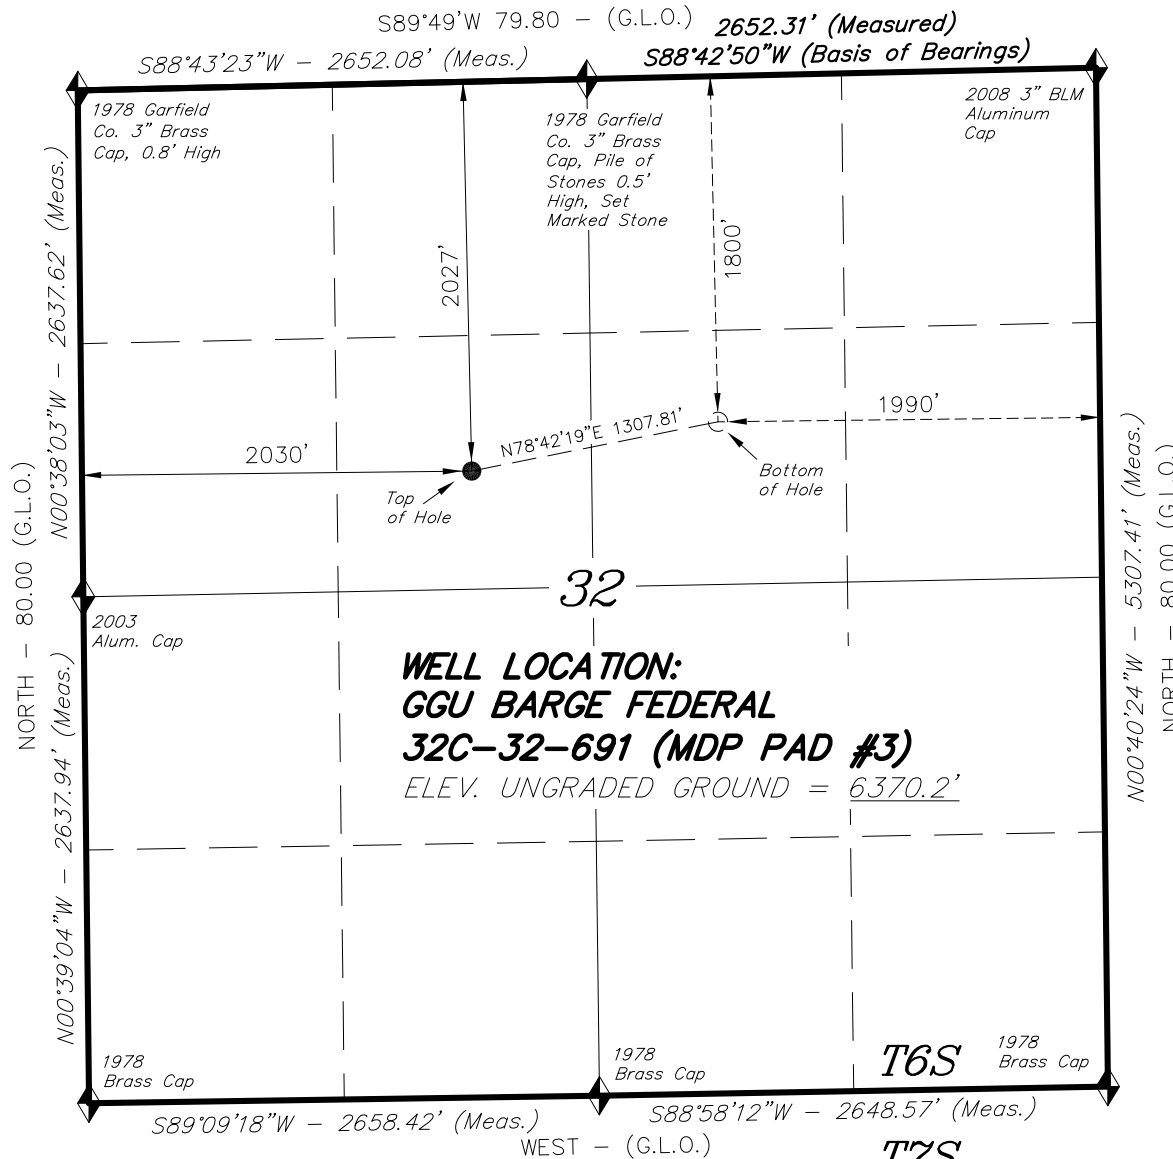 S89°49'W 79.80 – (G.L.O.)
2652.31' (Measured)
S88°43'23"W – 2652.08' (Meas.)
S88°42'50"W (Basis of Bearings)
1978 Garfield
Co. 3" Brass
Cap, 0.8' High
1978 Garfield
Co. 3" Brass
Cap, Pile of
Stones 0.5'
High, Set
Marked Stone
2008 3" BLM
Aluminum
Cap
N00°38'03"W – 2637.62' (Meas.)
2027'
1800'
1990'
N78°42'19"E 1307.81'
2030'
Top
of Hole
Bottom
of Hole
NORTH – 80.00 (G.L.O.)
N00°40'24"W – 5307.41' (Meas.)
NORTH – 80.00 (G.L.O.)
32
2003
Alum. Cap
WELL LOCATION:
GGU BARGE FEDERAL
32C–32–691 (MDP PAD #3)
ELEV. UNGRADED GROUND = 6370.2'
N00°39'04"W – 2637.94' (Meas.)
1978
Brass Cap
1978
Brass Cap
T6S
1978
Brass Cap
S89°09'18"W – 2658.42' (Meas.)
S88°58'12"W – 2648.57' (Meas.)
WEST – (G.L.O.)
T7S